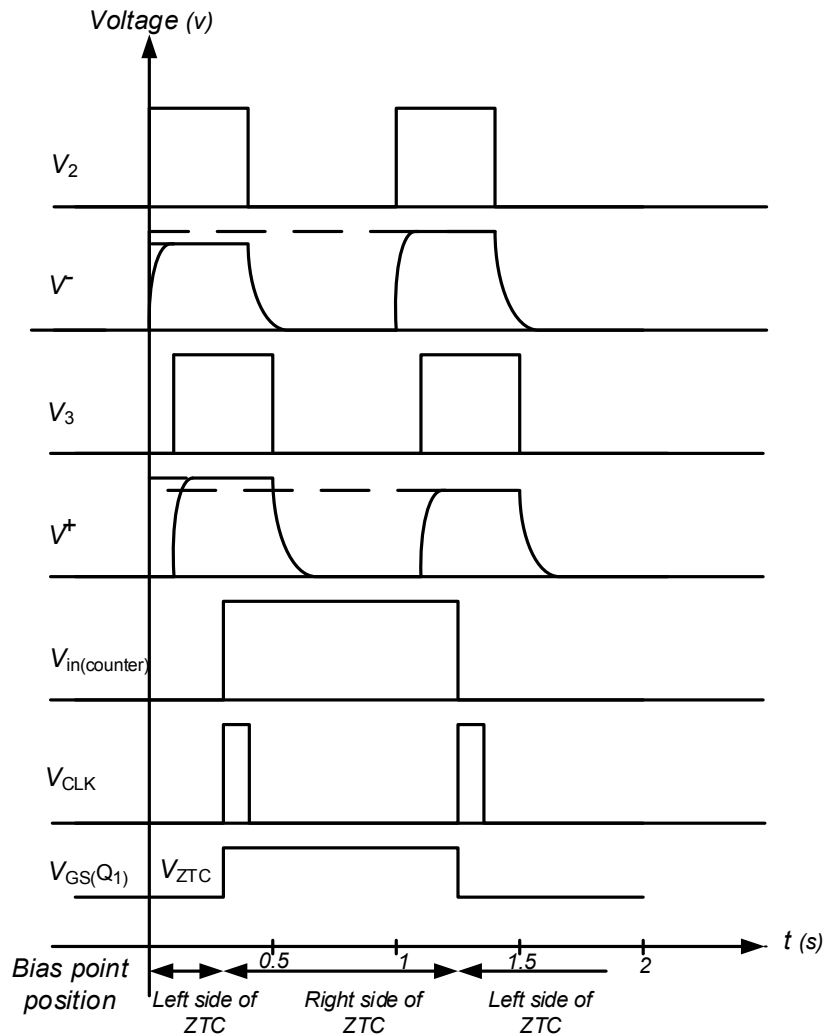 Voltage (v)
V2
V-
V3
V+
Vin(counter)
VCLK
VGS(Q1) VZTC
t (s)
0.5 1 1.5 2
Bias point
position
Left side of
ZTC
Right side of
ZTC
Left side of
ZTC